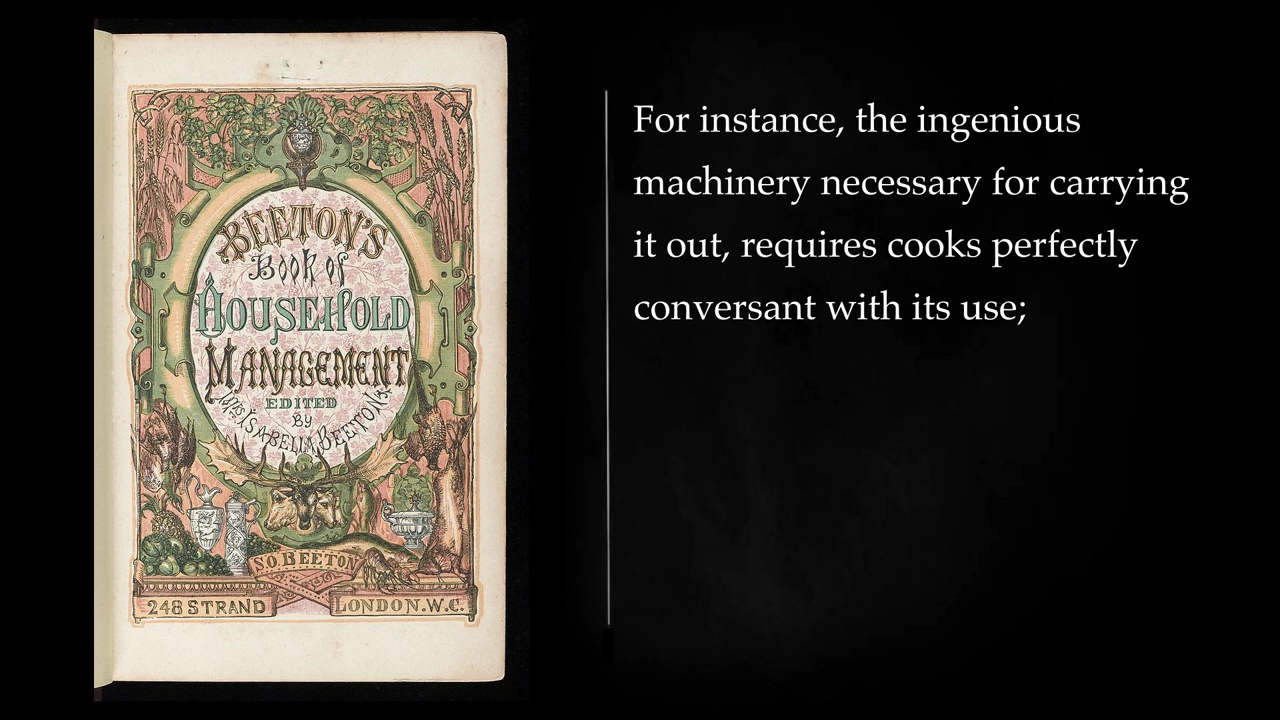 BEETON'S
Book of
HOUSEHOLD
MANAGEMENT
EDITED
By
Mrs ISABELLA BEETON
S.O. BEETON
248 STRAND
LONDON. W.C.
For instance, the ingenious
machinery necessary for carrying
it out, requires cooks perfectly
conversant with its use;